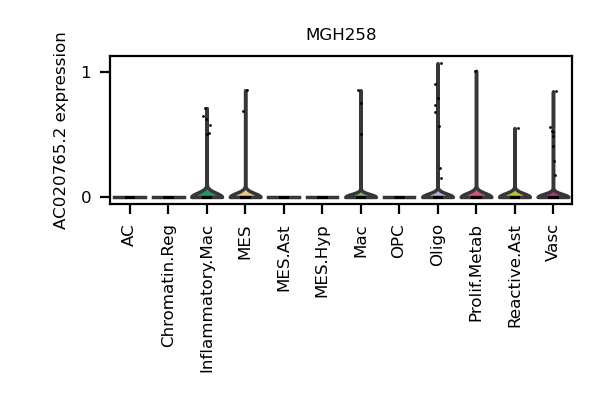 MGH258
AC020765.2 expression
1
0
AC
Chromatin.Reg
Inflammatory.Mac
MES
MES.Ast
MES.Hyp
Mac
OPC
Oligo
Prolif.Metab
Reactive.Ast
Vasc